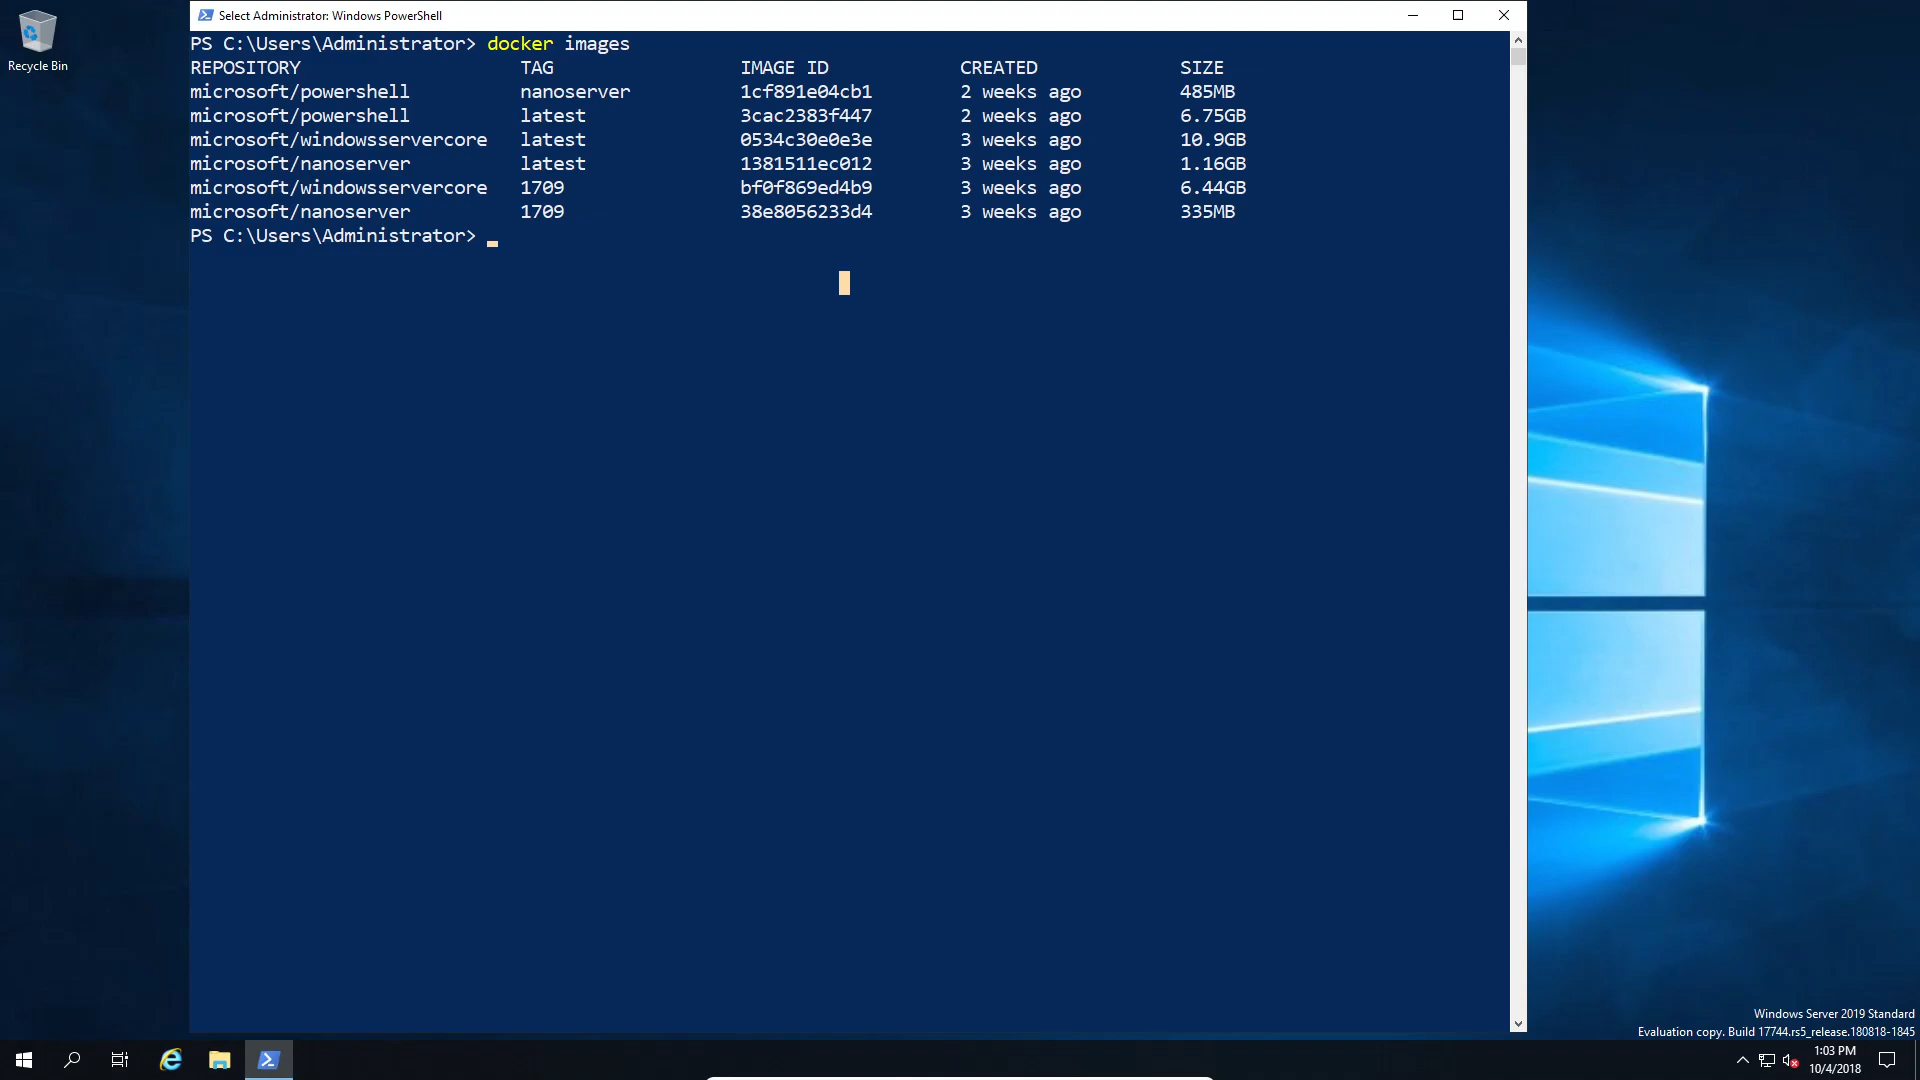 Select Administrator: Windows PowerShell
Recycle Bin
PS C:\Users\Administrator> docker images
REPOSITORY TAG IMAGE ID CREATED SIZE
microsoft/powershell nanoserver 1cf891e04cb1 2 weeks ago 485MB
microsoft/powershell latest 3cac2383f447 2 weeks ago 6.75GB
microsoft/windowsservercore latest 0534c30e0e3e 3 weeks ago 10.9GB
microsoft/nanoserver latest 1381511ec012 3 weeks ago 1.16GB
microsoft/windowsservercore 1709 bf0f869ed4b9 3 weeks ago 6.44GB
microsoft/nanoserver 1709 38e8056233d4 3 weeks ago 335MB
PS C:\Users\Administrator>
Windows Server 2019 Standard
Evaluation copy. Build 17744.rs5_release.180818-1845
1:03 PM
10/4/2018